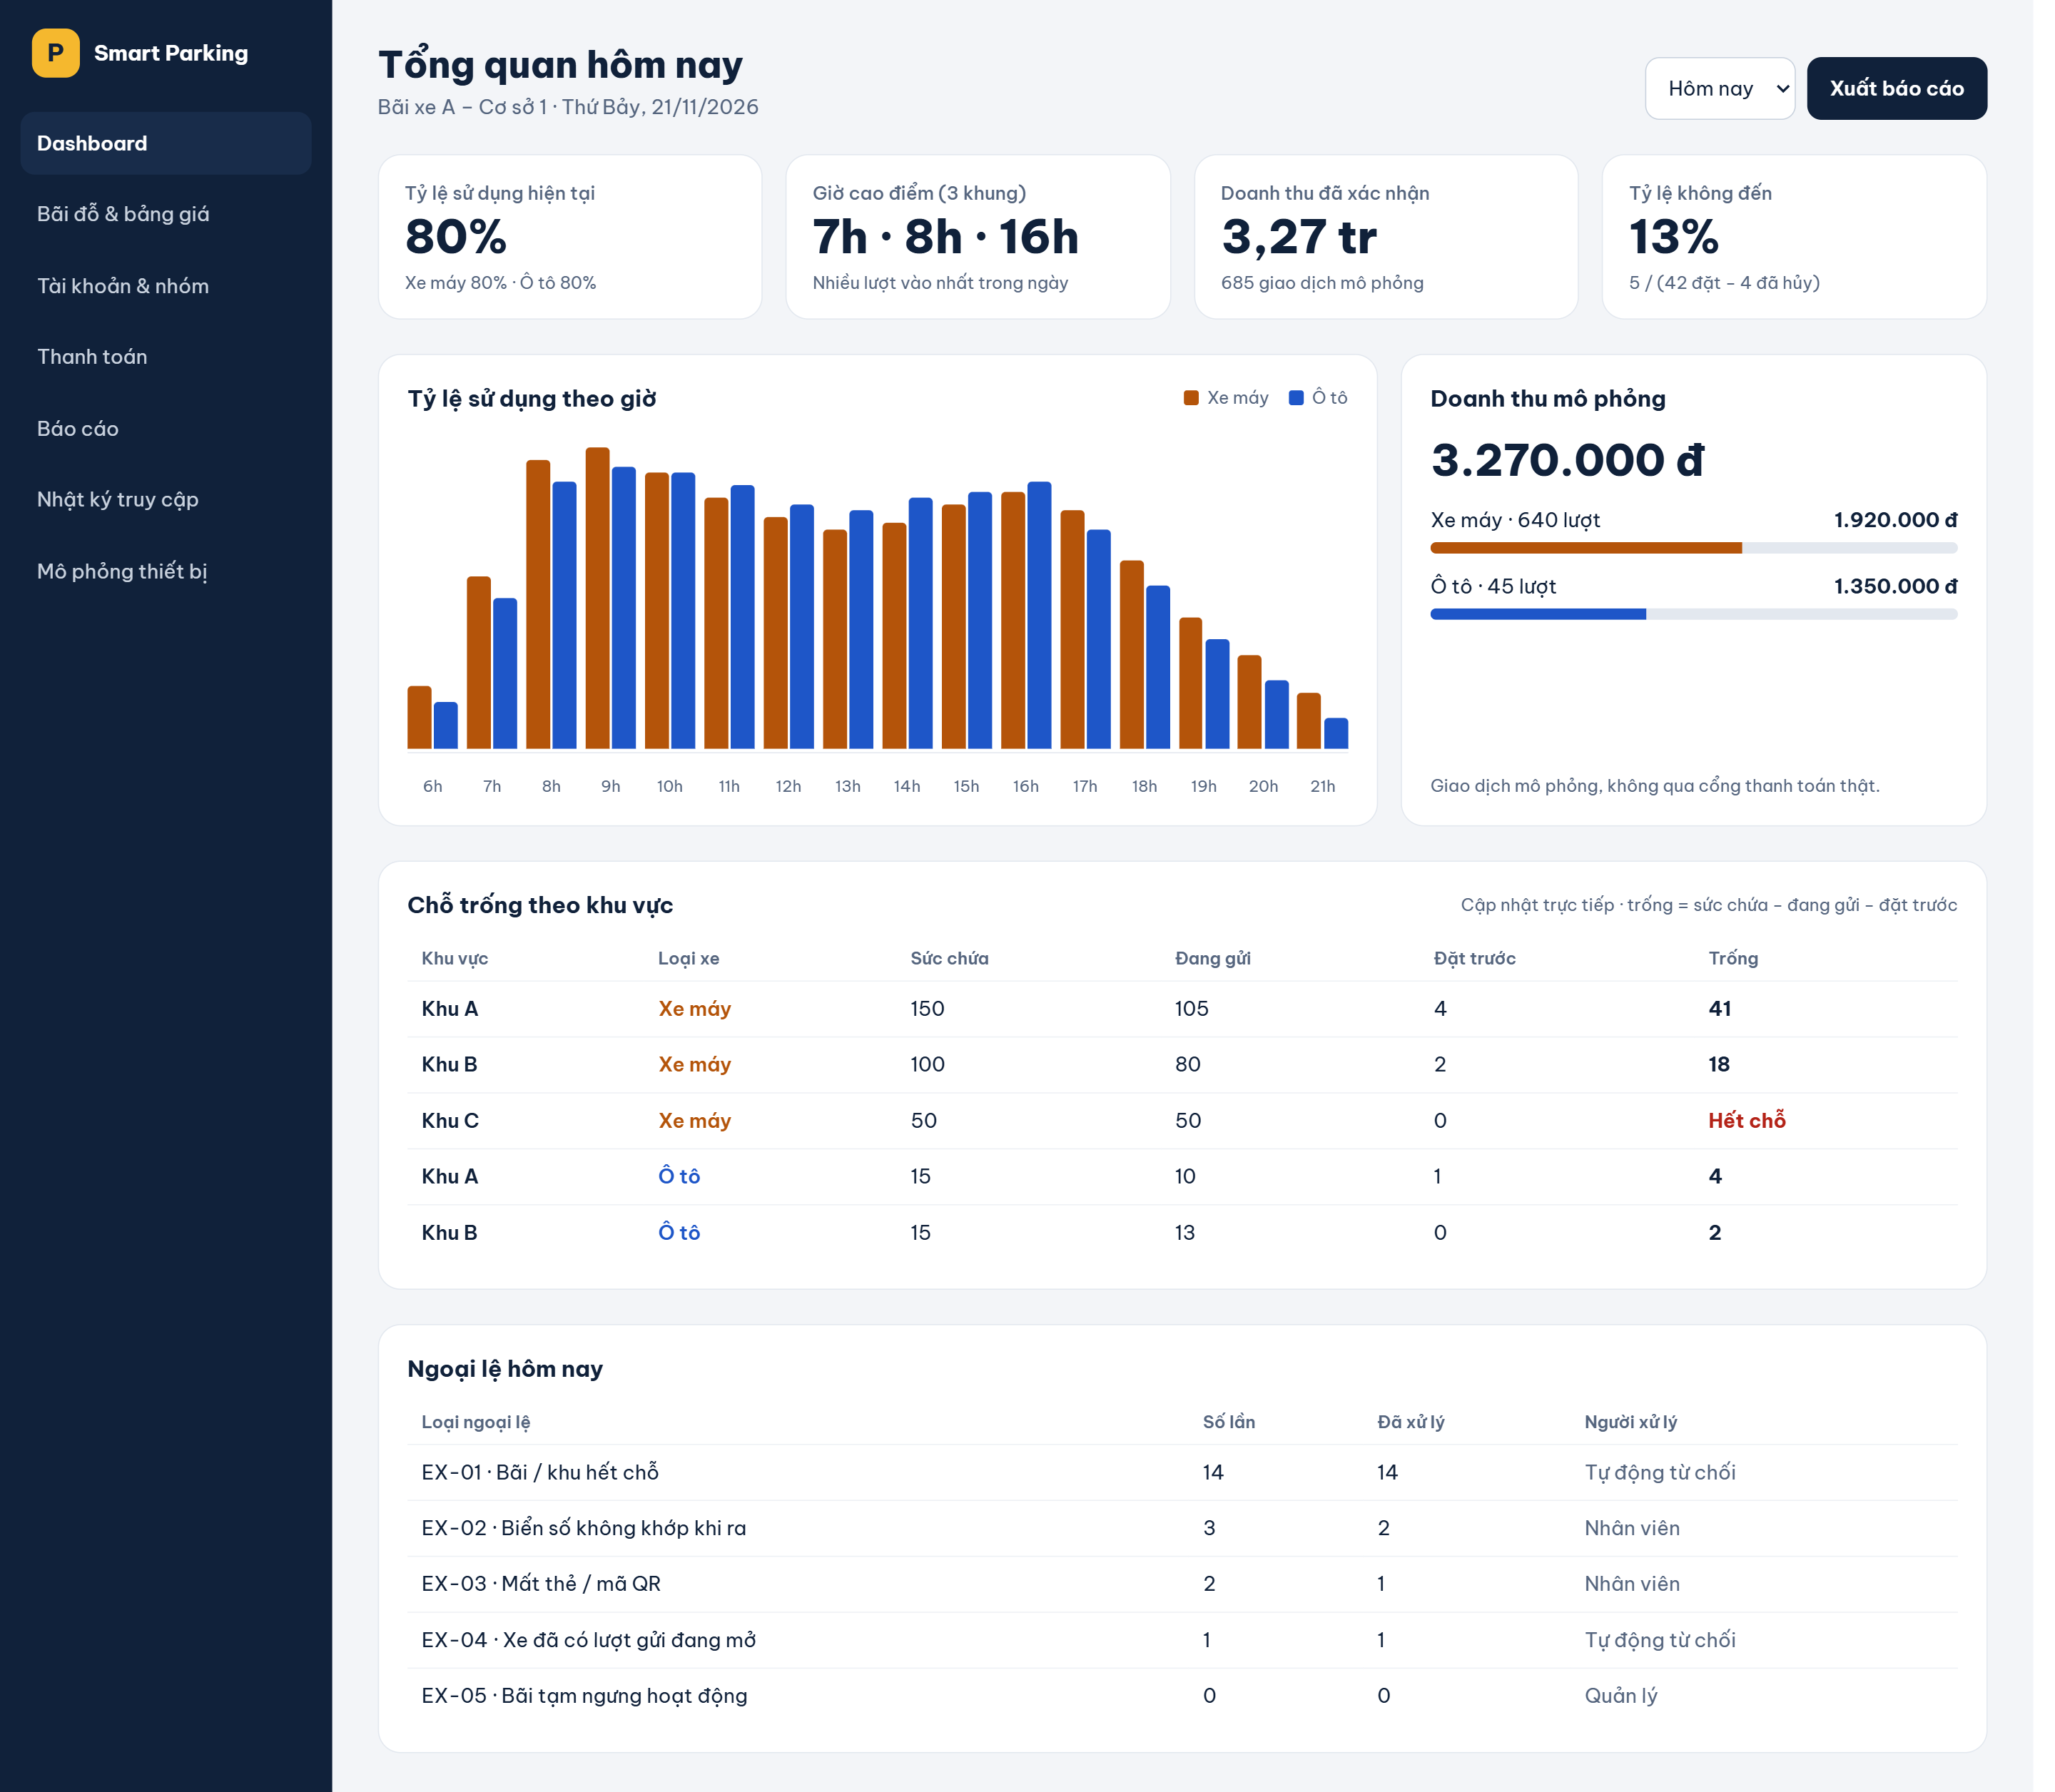 P Smart Parking
Dashboard
Bãi đỗ & bảng giá
Tài khoản & nhóm
Thanh toán
Báo cáo
Nhật ký truy cập
Mô phỏng thiết bị
Tổng quan hôm nay
Bãi xe A – Cơ sở 1 · Thứ Bảy, 21/11/2026
Hôm nay
Xuất báo cáo
Tỷ lệ sử dụng hiện tại
80%
Xe máy 80% · Ô tô 80%
Giờ cao điểm (3 khung)
7h · 8h · 16h
Nhiều lượt vào nhất trong ngày
Doanh thu đã xác nhận
3,27 tr
685 giao dịch mô phỏng
Tỷ lệ không đến
13%
5 / (42 đặt – 4 đã hủy)
Tỷ lệ sử dụng theo giờ
Xe máy Ô tô
6h 7h 8h 9h 10h 11h 12h 13h 14h 15h 16h 17h 18h 19h 20h 21h
Doanh thu mô phỏng
3.270.000 đ
Xe máy · 640 lượt 1.920.000 đ
Ô tô · 45 lượt 1.350.000 đ
Giao dịch mô phỏng, không qua cổng thanh toán thật.
Chỗ trống theo khu vực
Cập nhật trực tiếp · trống = sức chứa – đang gửi – đặt trước
Khu vực Loại xe Sức chứa Đang gửi Đặt trước Trống
Khu A Xe máy 150 105 4 41
Khu B Xe máy 100 80 2 18
Khu C Xe máy 50 50 0 Hết chỗ
Khu A Ô tô 15 10 1 4
Khu B Ô tô 15 13 0 2
Ngoại lệ hôm nay
Loại ngoại lệ Số lần Đã xử lý Người xử lý
EX-01 · Bãi / khu hết chỗ 14 14 Tự động từ chối
EX-02 · Biển số không khớp khi ra 3 2 Nhân viên
EX-03 · Mất thẻ / mã QR 2 1 Nhân viên
EX-04 · Xe đã có lượt gửi đang mở 1 1 Tự động từ chối
EX-05 · Bãi tạm ngưng hoạt động 0 0 Quản lý